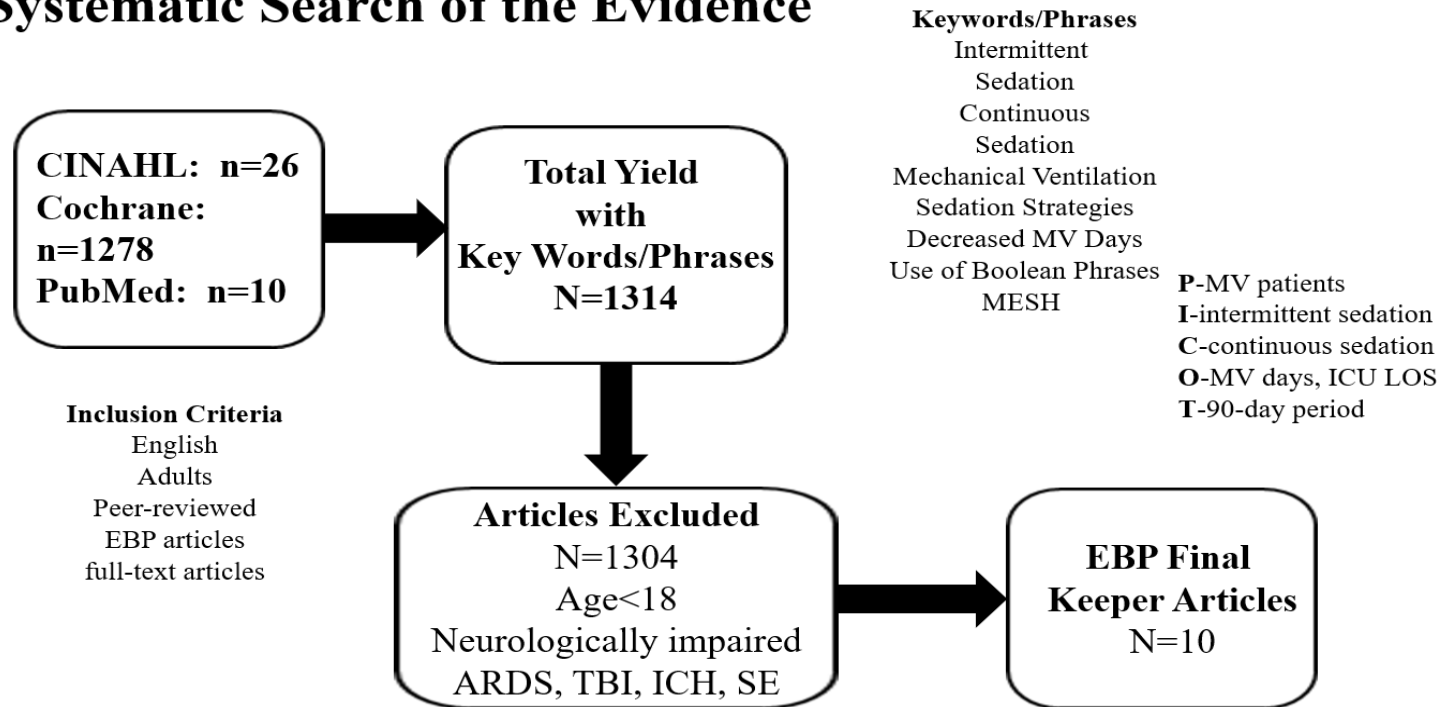 Systematic Search of the Evidence
Keywords/Phrases
Intermittent
Sedation
Continuous
Sedation
Mechanical Ventilation
Sedation Strategies
Decreased MV Days
Use of Boolean Phrases
MESH
CINAHL: n=26
Cochrane:
n=1278
PubMed: n=10
Total Yield
with
Key Words/Phrases
N=1314
P-MV patients
I-intermittent sedation
C-continuous sedation
O-MV days, ICU LOS
T-90-day period
Inclusion Criteria
English
Adults
Peer-reviewed
EBP articles
full-text articles
Articles Excluded
N=1304
Age<18
Neurologically impaired
ARDS, TBI, ICH, SE
EBP Final
Keeper Articles
N=10